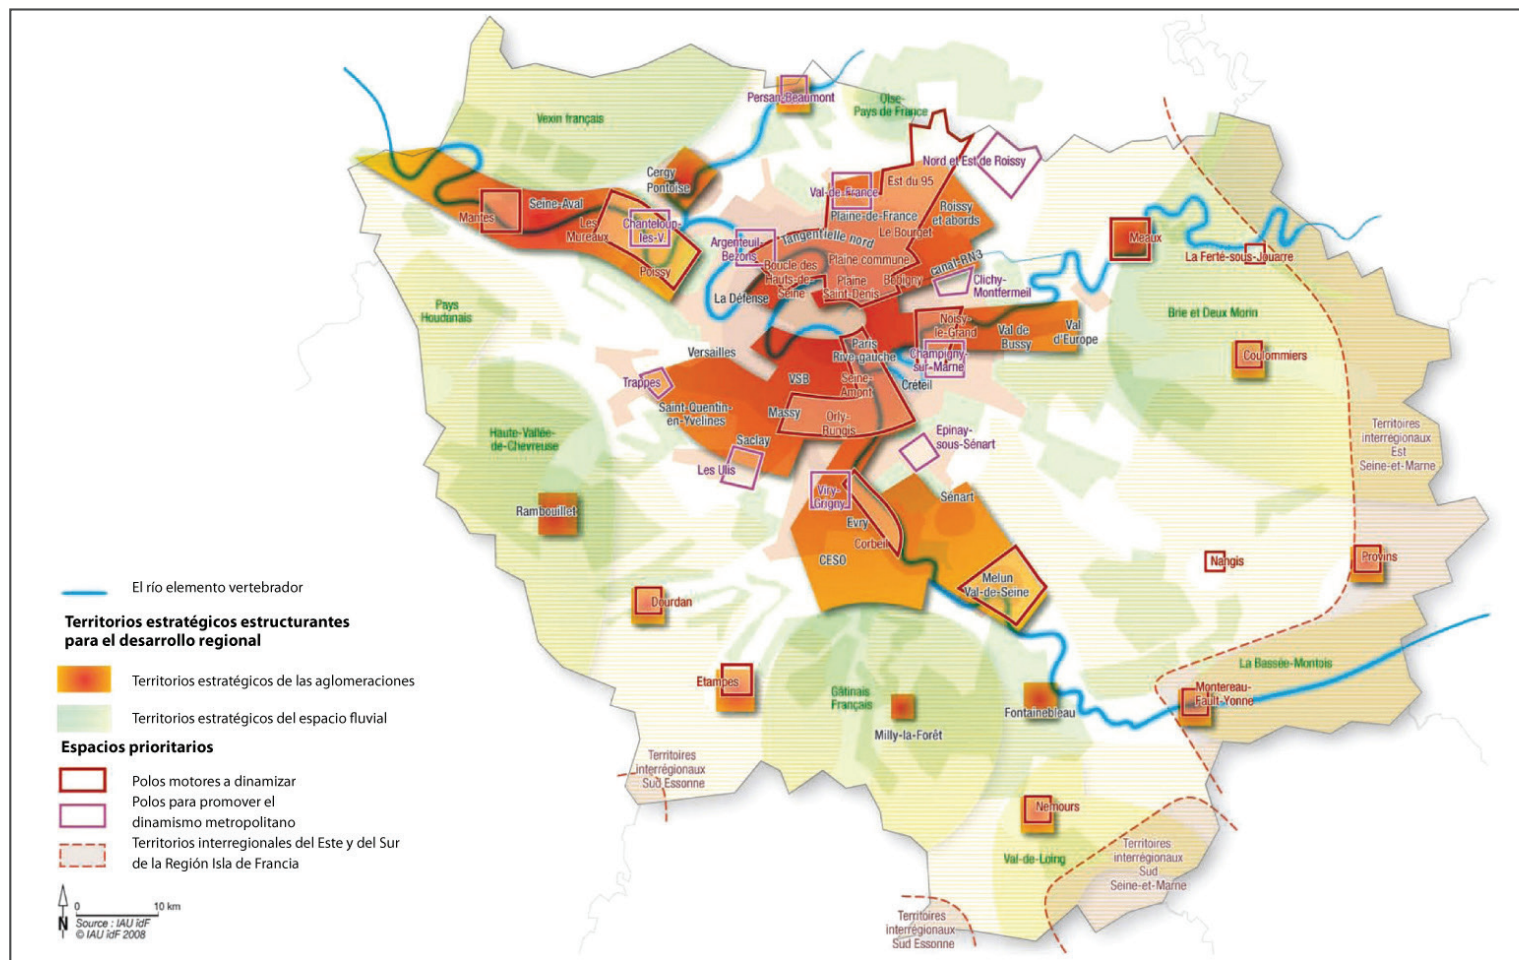 Persan-Beaumont
Oise-
Pays de France
Vexin français
Nord et Est de Roissy
Cergy
Pontoise
Val-de-France
Est du 95
Seine-Aval
Mantes
Les
Mureaux
Chanteloup-
les-V.
Poissy
Argenteuil-
Bezons
Tangentielle nord
Plaine-de-France
Roissy
et abords
Le Bourget
Meaux
La Ferté-sous-Jouarre
Boucle des
Hauts-de-
Seine
Plaine commune
Plaine
Saint-Denis
Bobigny
canal-RN3
Clichy-
Montfermeil
La Défense
Pays
Houdanais
Brie et Deux Morin
Noisy-
le-Grand
Val de
Bussy
Val
d'Europe
Versailles
Paris
Rive-gauche
Champigny-
sur-Marne
Coulommiers
Trappes
VSB
Seine-
Amont
Créteil
Saint-Quentin-
en-Yvelines
Massy
Orly-
Rungis
Haute-Vallée-
de-Chevreuse
Saclay
Les Ulis
Epinay-
sous-Sénart
Territoires
interrégionaux
Est
Seine-et-Marne
Viry-
Grigny
Sénart
Rambouillet
Evry
Corbeil
CESO
Melun
Val-de-Seine
Nangis
Provins
Dourdan
Etampes
Gâtinais
Français
Milly-la-Forêt
Fontainebleau
La Bassée-Montois
Montereau-
Fault-Yonne
Territoires
interrégionaux
Sud Essonne
Nemours
Val-de-Loing
Territoires
interrégionaux
Sud
Seine-et-Marne
Territoires
interrégionaux
Sud Essonne
El río elemento vertebrador
Territorios estratégicos estructurantes
para el desarrollo regional
Territorios estratégicos de las aglomeraciones
Territorios estratégicos del espacio fluvial
Espacios prioritarios
Polos motores a dinamizar
Polos para promover el
dinamismo metropolitano
Territorios interregionales del Este y del Sur
de la Región Isla de Francia
0 10 km
N
Source : IAU îdF
© IAU îdF 2008